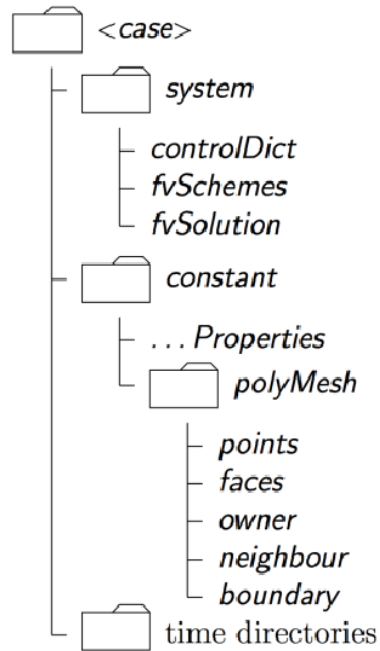 <case>
system
controlDict
fvSchemes
fvSolution
constant
...Properties
polyMesh
points
faces
owner
neighbour
boundary
time directories